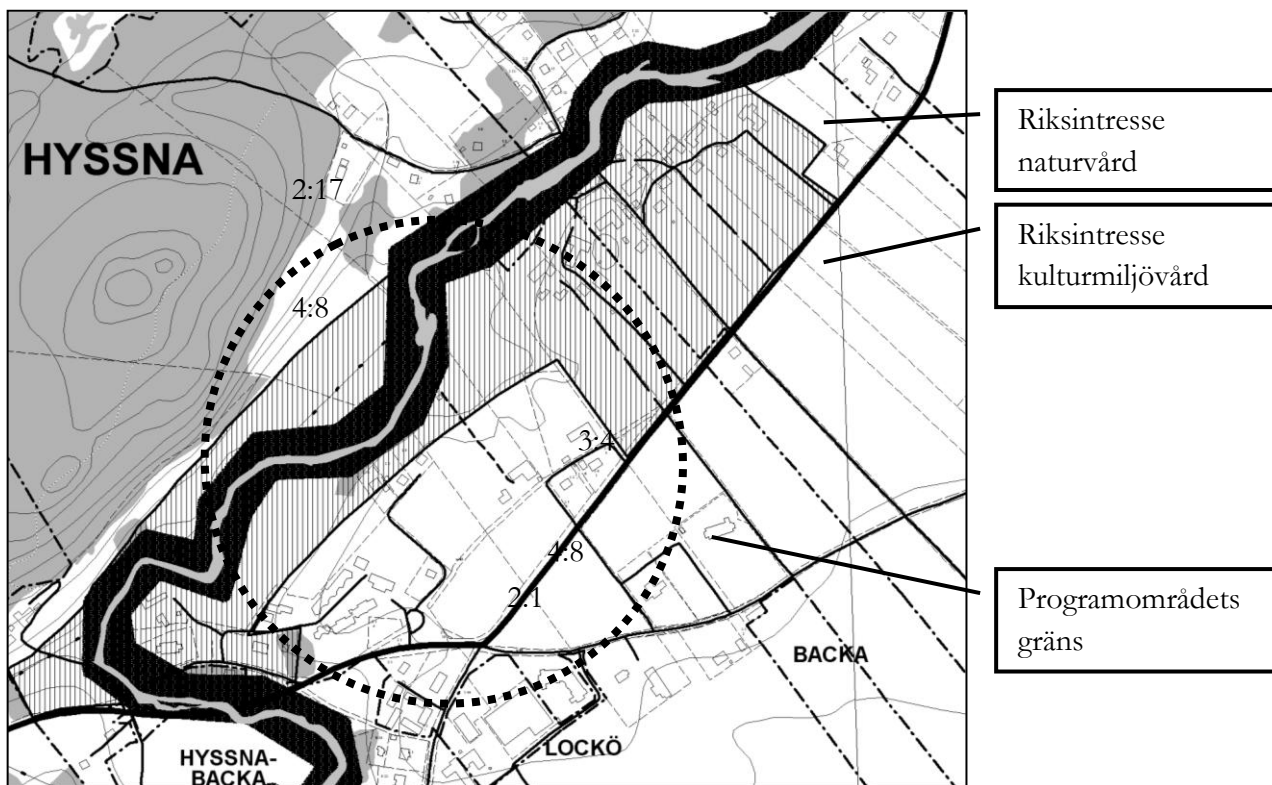 HYSSNA
2:17
4:8
3:4
4:8
2:1
BACKA
LOCKÖ
HYSSNA-
BACKA
Riksintresse
naturvård
Riksintresse
kulturmiljövård
Programområdets
gräns